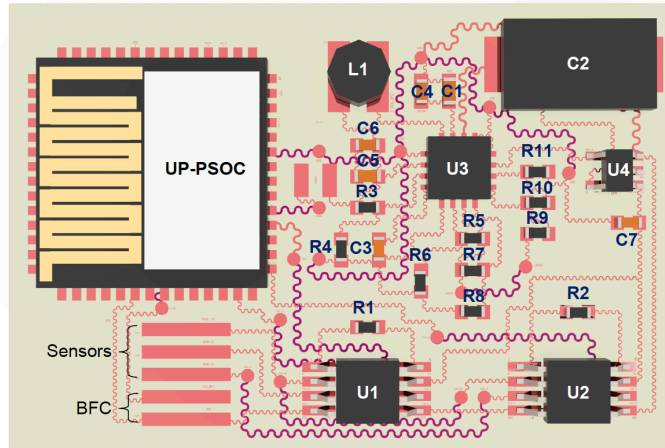 L1
C2
C4 C1
C6
U3
R11
U4
UP-PSOC
C5
R3
R10
R5
R9
C7
R4
C3
R6
R7
R8
R2
R1
Sensors
U1
U2
BFC